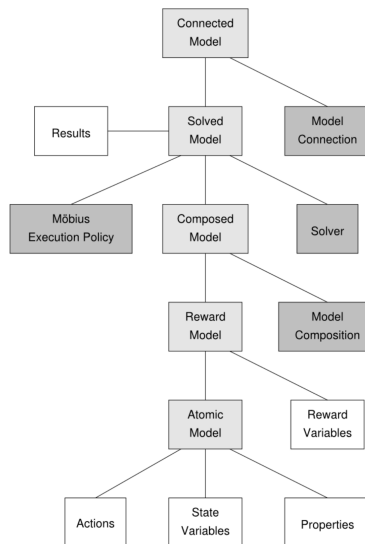 Connected
Model
Results
Solved
Model
Model
Connection
Möbius
Execution Policy
Composed
Model
Solver
Reward
Model
Model
Composition
Atomic
Model
Reward
Variables
Actions
State
Variables
Properties